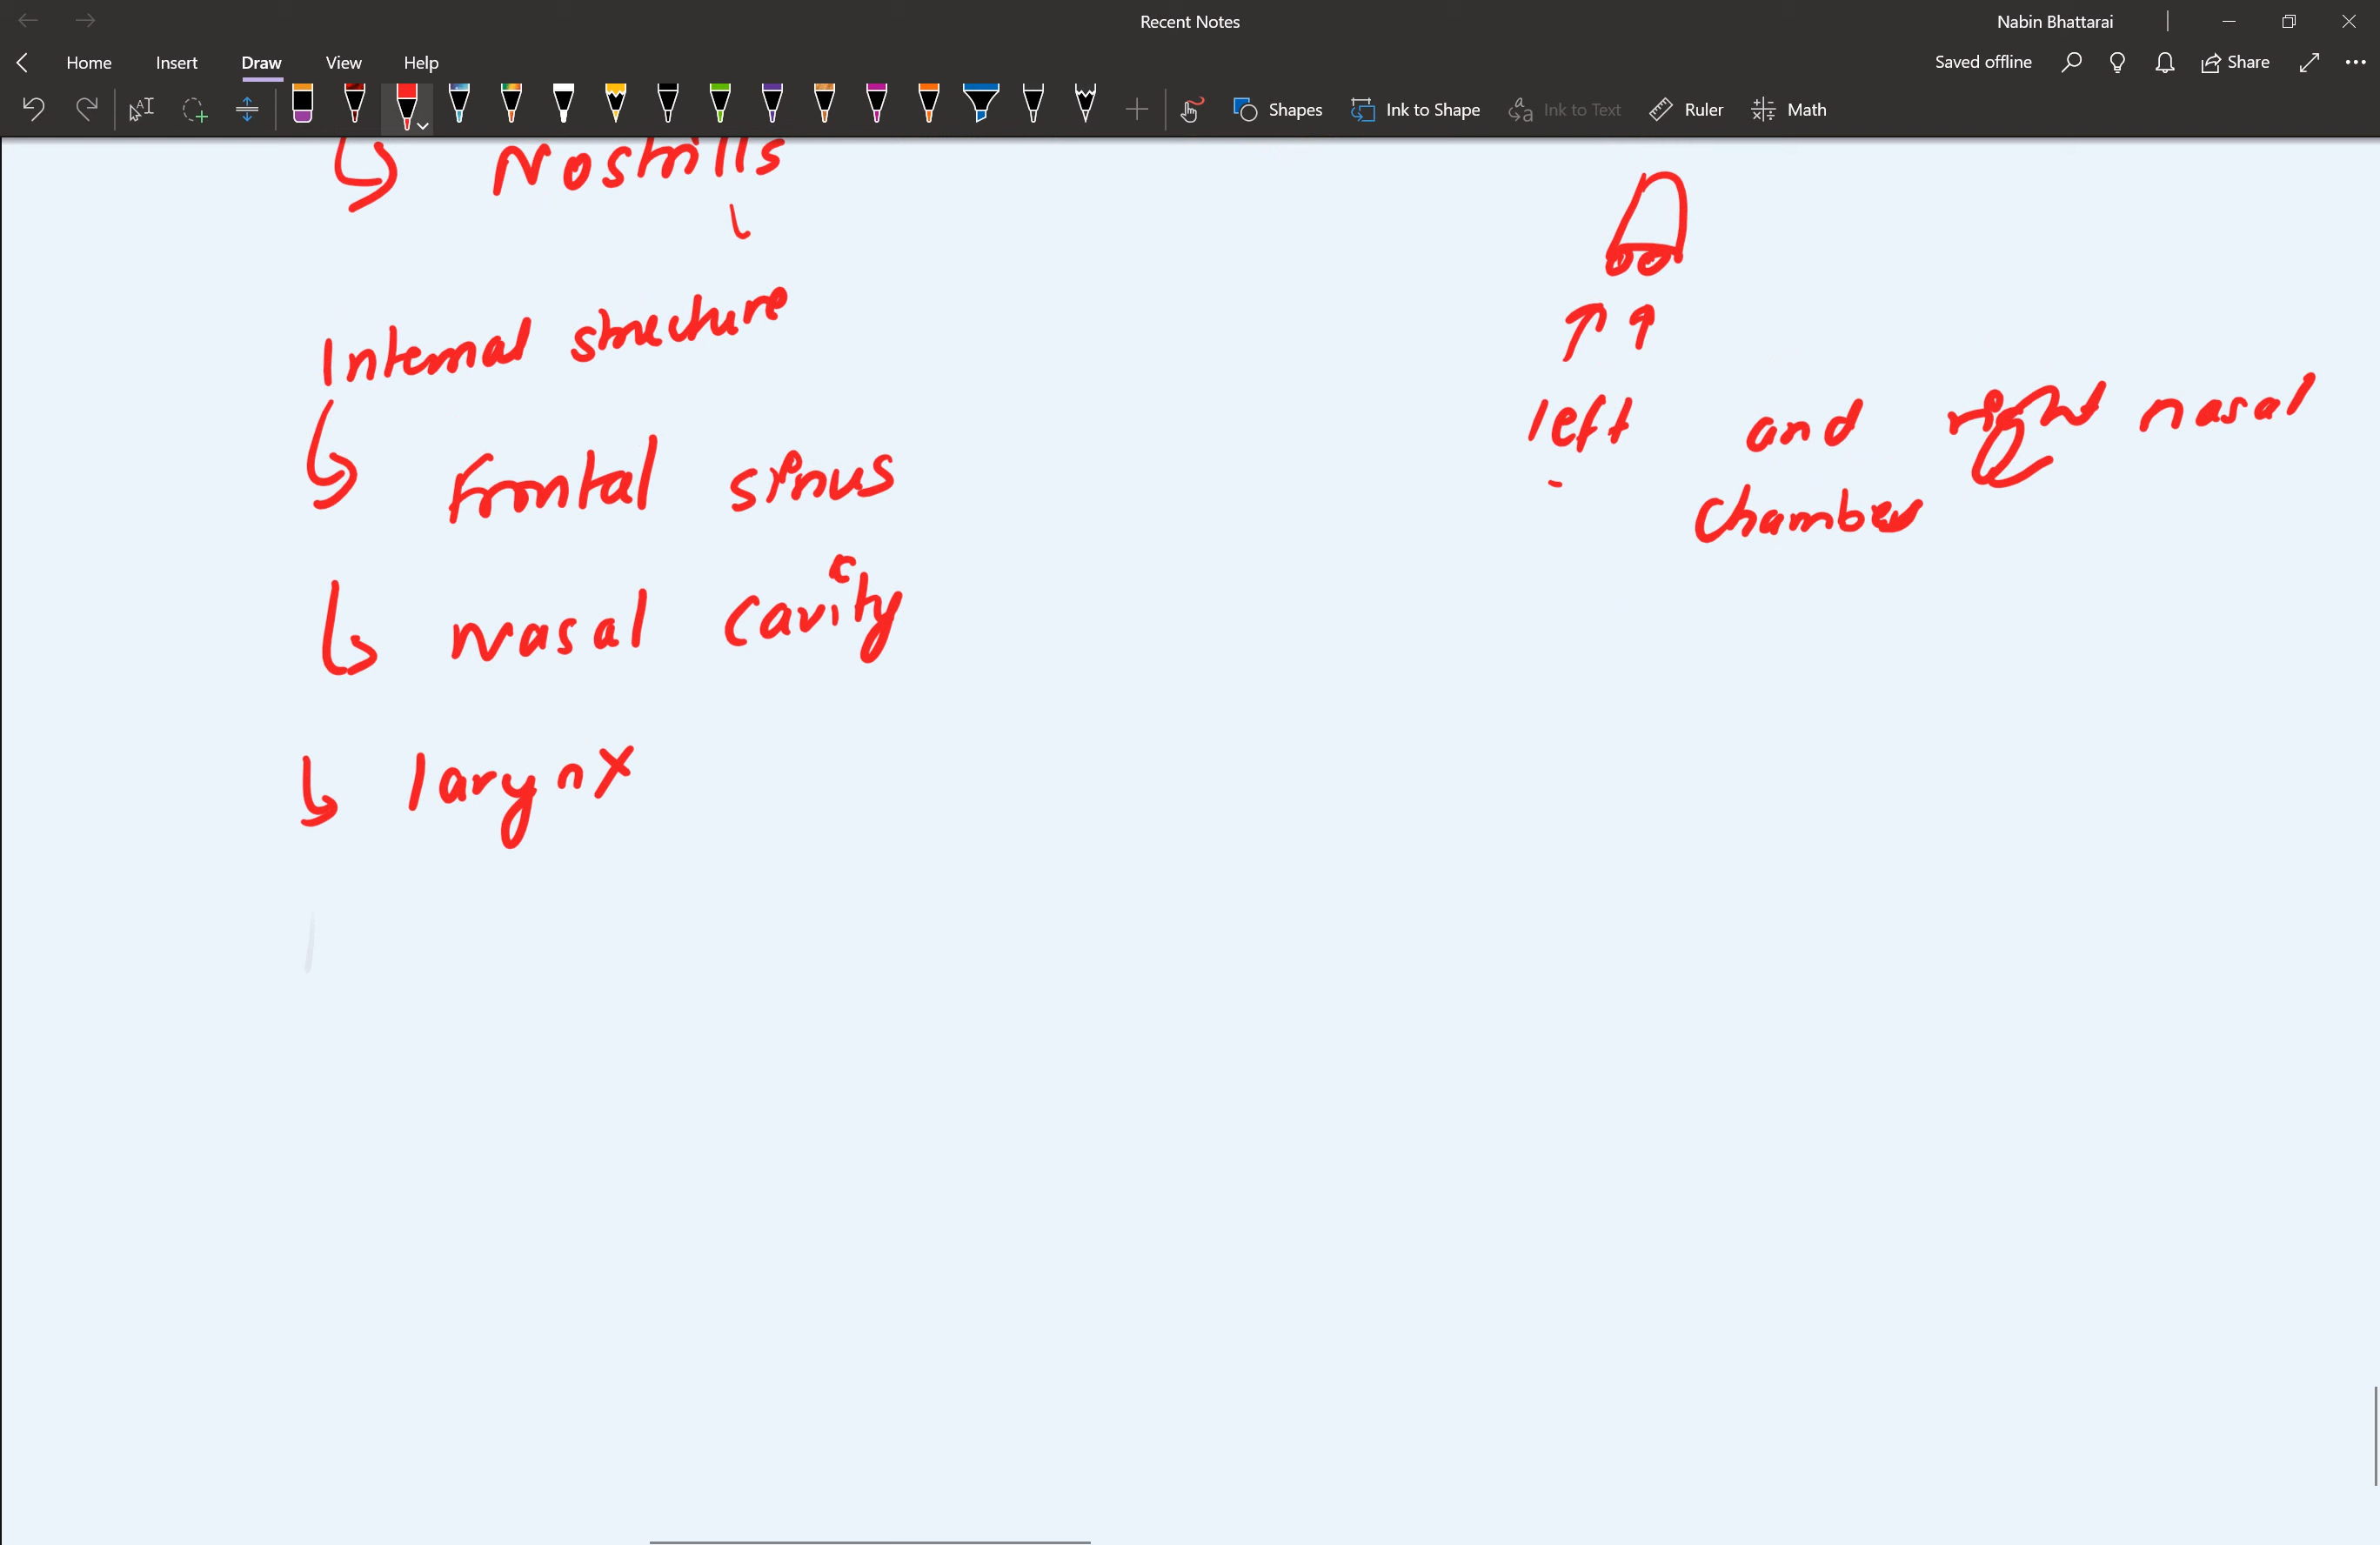 Recent Notes
Nabin Bhattarai
Home Insert Draw View Help
Saved offline
Share
Shapes Ink to Shape Ink to Text Ruler Math
Nostrills
Internal structure
Frontal sinus
nasal cavity
larynx
left and right nasal
chamber